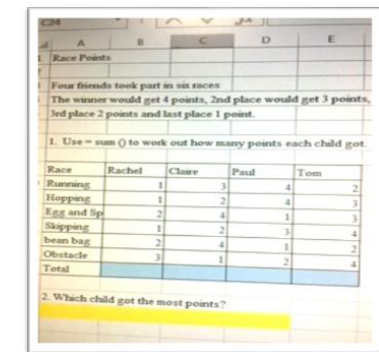 C24
A B C D E
1 Race Points
Four friends took part in six races
The winner would get 4 points, 2nd place would get 3 points,
3rd place 2 points and last place 1 point.
1. Use = sum () to work out how many points each child got.
Race Rachel Claire Paul Tom
Running 1 3 4 2
Hopping 1 2 4 3
Egg and Sp 2 4 1 3
Skipping 1 2 3 4
bean bag 2 4 1 2
Obstacle 3 1 2 4
Total
2. Which child got the most points?